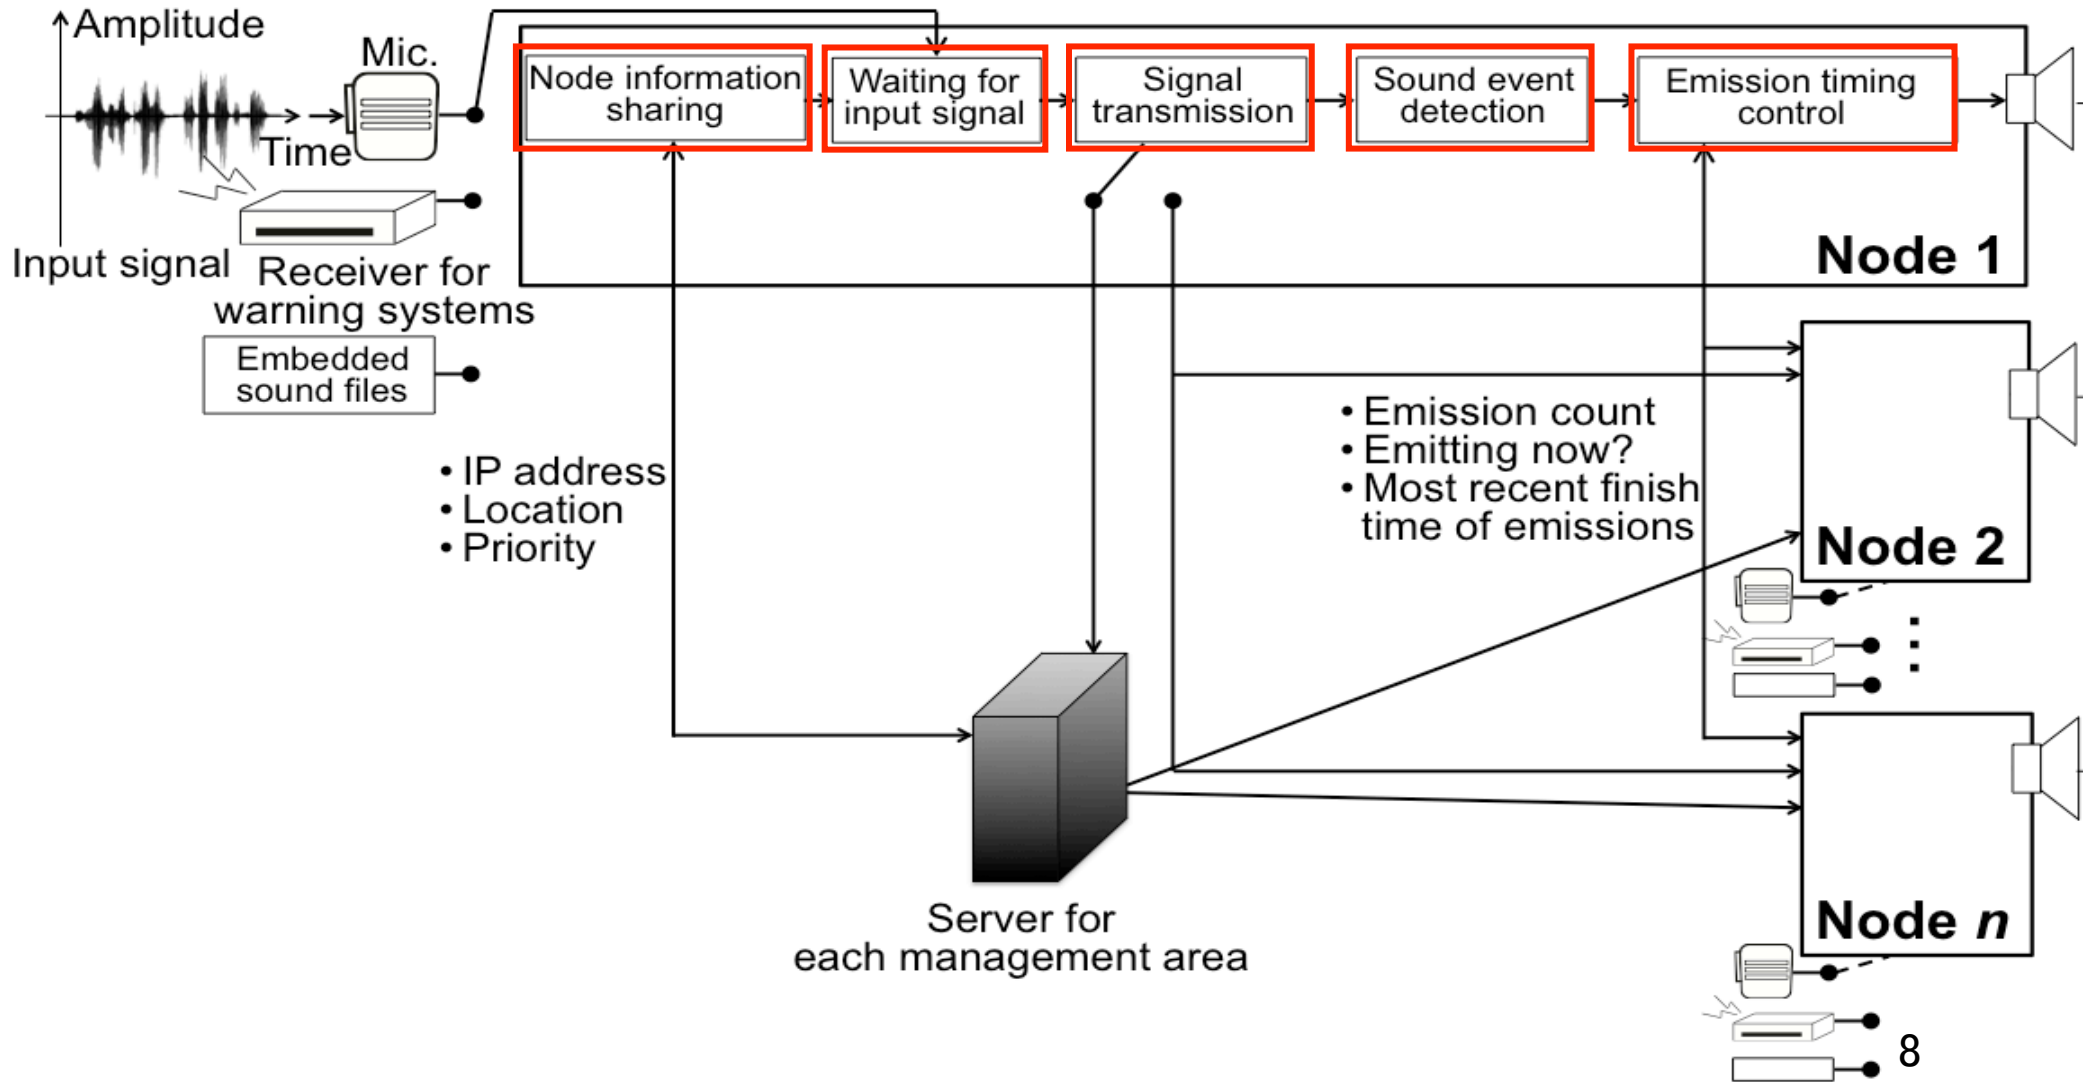 Amplitude
Mic.
Time
Input signal
Receiver for
warning systems
Embedded
sound files
Node information
sharing
Waiting for
input signal
Signal
transmission
Sound event
detection
Emission timing
control
Node 1
• IP address
• Location
• Priority
• Emission count
• Emitting now?
• Most recent finish
time of emissions
Node 2
Server for
each management area
Node n
8